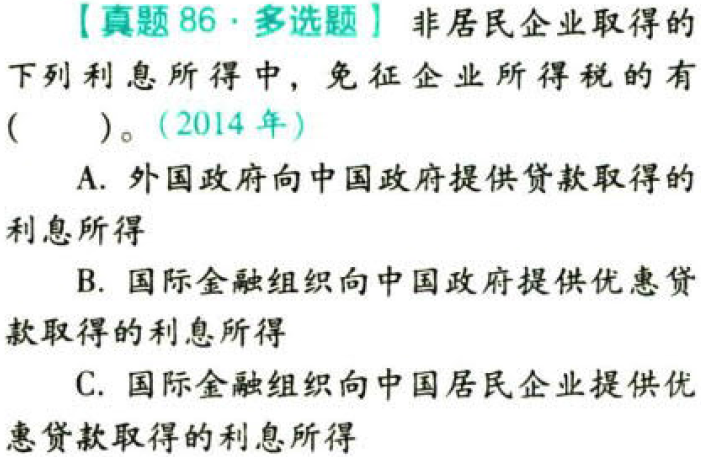 【真题 86·多选题】 非居民企业取得的
下列利息所得中，免征企业所得税的有
(　　)。(2014 年)
A. 外国政府向中国政府提供贷款取得的
利息所得
B. 国际金融组织向中国政府提供优惠贷
款取得的利息所得
C. 国际金融组织向中国居民企业提供优
惠贷款取得的利息所得